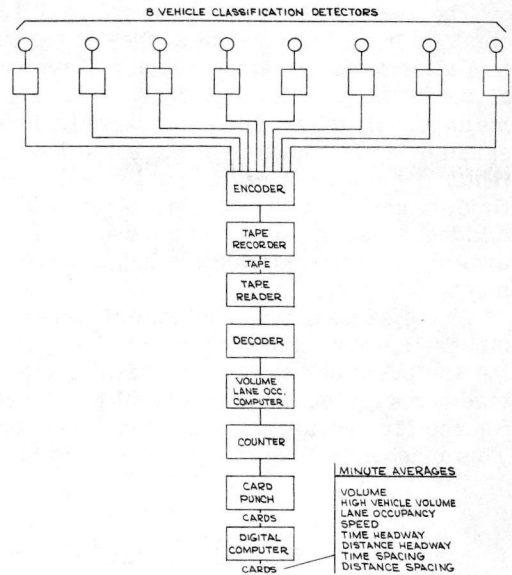 8 VEHICLE CLASSIFICATION DETECTORS
ENCODER
TAPE
RECORDER
TAPE
TAPE
READER
DECODER
VOLUME
LANE OCC.
COMPUTER
COUNTER
CARD
PUNCH
CARDS
DIGITAL
COMPUTER
CARDS
MINUTE AVERAGES
VOLUME
HIGH VEHICLE VOLUME
LANE OCCUPANCY
SPEED
TIME HEADWAY
DISTANCE HEADWAY
TIME SPACING
DISTANCE SPACING